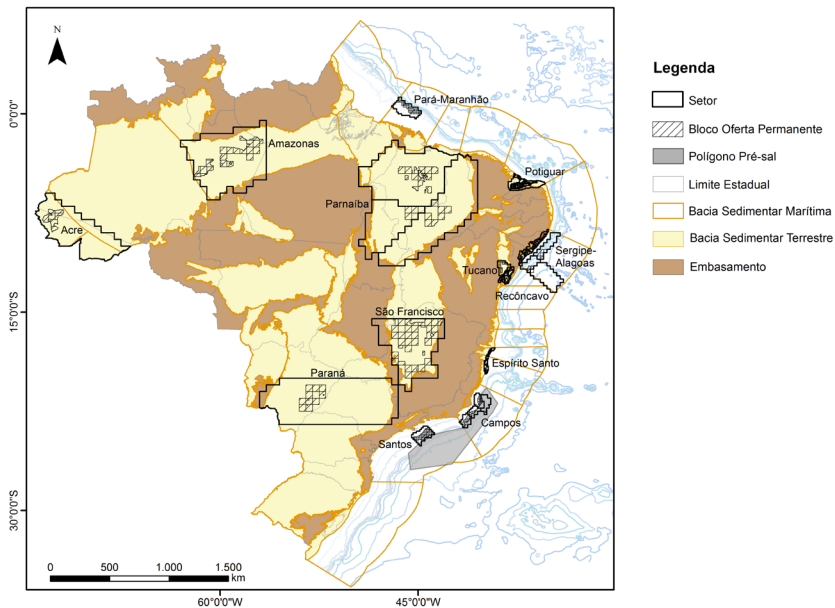 N
0°0'0"
15°0'0"S
30°0'0"S
Pará-Maranhão
Amazonas
Potiguar
Parnaíba
Acre
Sergipe-
Alagoas
Tucano
Recôncavo
São Francisco
Espírito Santo
Paraná
Campos
Santos
0 500 1.000 1.500
km
60°0'0"W 45°0'0"W
Legenda
Setor
Bloco Oferta Permanente
Polígono Pré-sal
Limite Estadual
Bacia Sedimentar Marítima
Bacia Sedimentar Terrestre
Embasamento